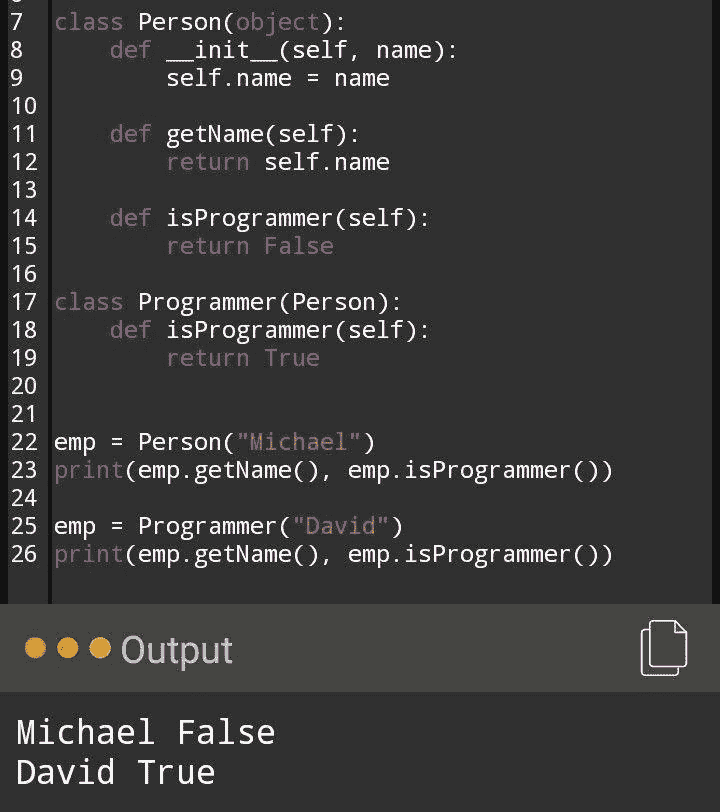 7 class Person(object):
8     def __init__(self, name):
9         self.name = name
10
11     def getName(self):
12         return self.name
13
14     def isProgrammer(self):
15         return False
16
17 class Programmer(Person):
18     def isProgrammer(self):
19         return True
20
21
22 emp = Person("Michael")
23 print(emp.getName(), emp.isProgrammer())
24
25 emp = Programmer("David")
26 print(emp.getName(), emp.isProgrammer())
Output
Michael False
David True